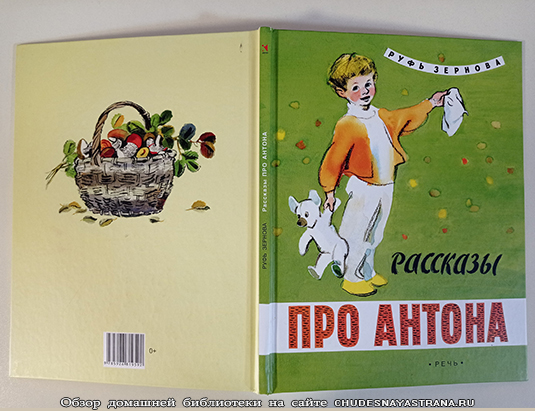 РУФЬ ЗЕРНОВА
РАССКАЗЫ
ПРО АНТОНА
• РЕЧЬ •
РУФЬ ЗЕРНОВА Рассказы ПРО АНТОНА
0+
Обзор домашней библиотеки на сайте CHUDESNAYASTRANA.RU